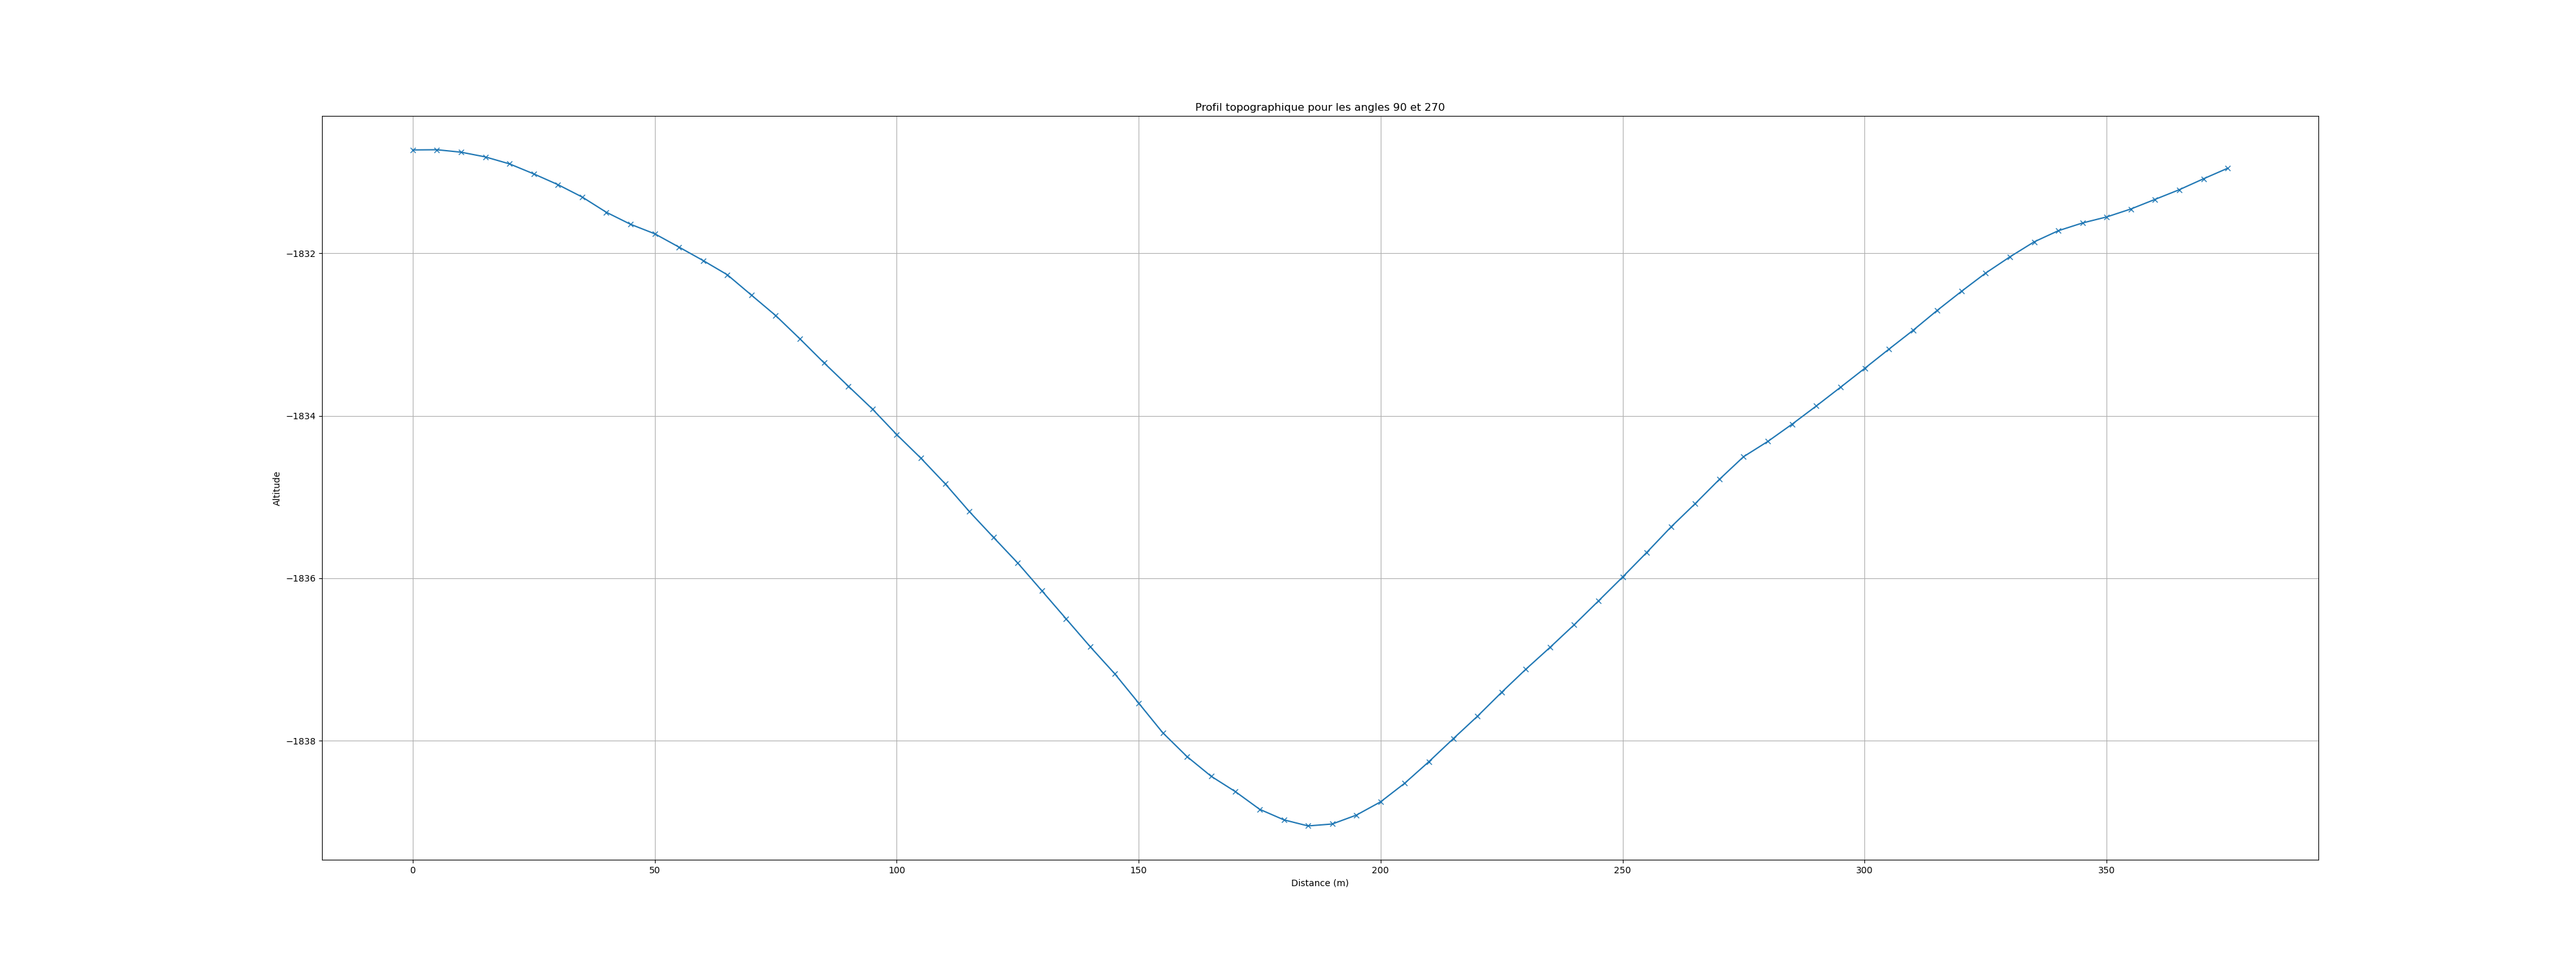 Profil topographique pour les angles 90 et 270
Altitude
−1832
−1834
−1836
−1838
0 50 100 150 200 250 300 350
Distance (m)